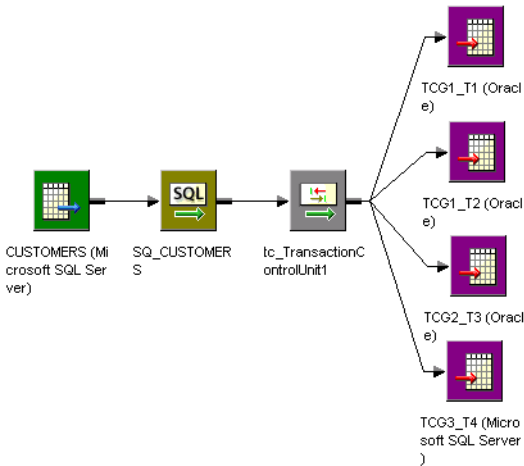 TCG1_T1 (Oracl
e)
TCG1_T2 (Oracl
e)
SQL
CUSTOMERS (Mi
crosoft SQL Ser
ver)
SQ_CUSTOMER
S
tc_TransactionC
ontrolUnit1
TCG2_T3 (Oracl
e)
TCG3_T4 (Micro
soft SQL Server
)